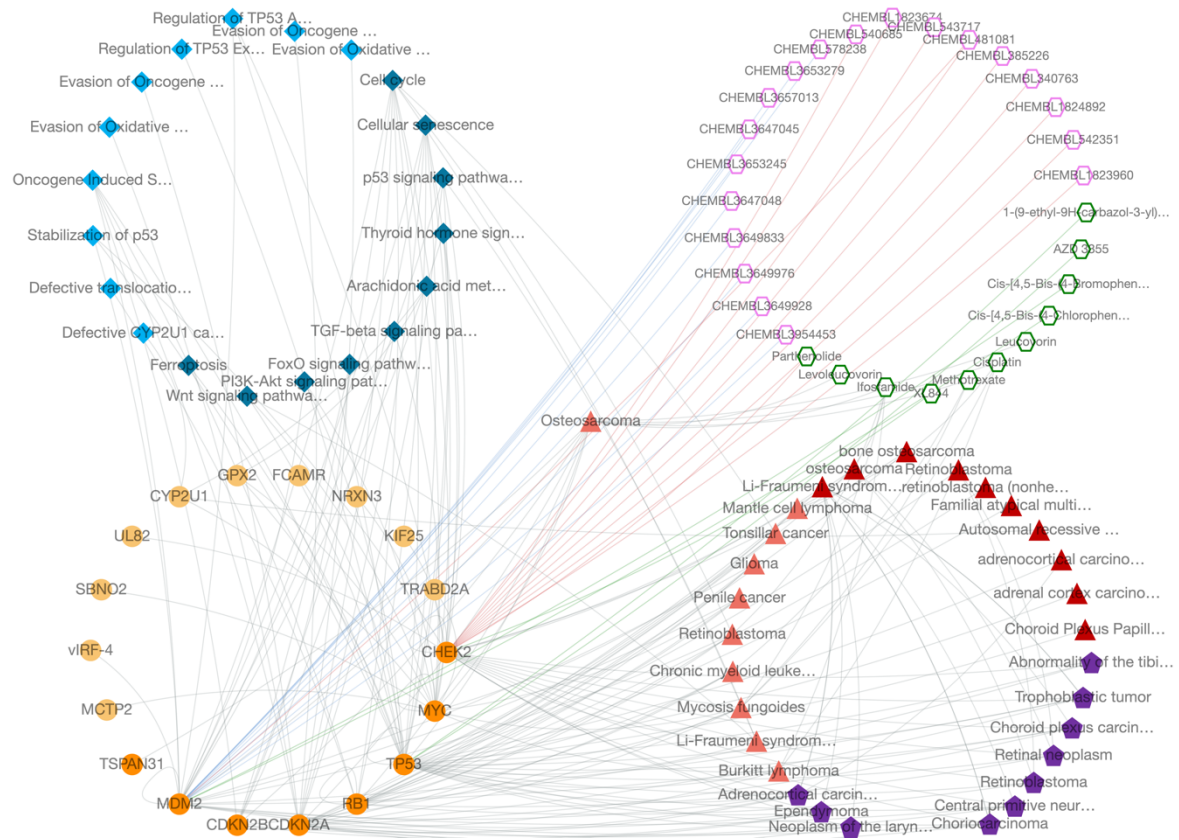 Regulation of TP53 A…
Evasion of Oncogene …
Regulation of TP53 Ex…
Evasion of Oxidative …
Evasion of Oncogene …
Evasion of Oxidative …
Oncogene Induced S…
Stabilization of p53
Defective translocatio…
Defective CYP2U1 ca…
Cell cycle
Cellular senescence
p53 signaling pathwa…
Thyroid hormone sign…
Arachidonic acid met…
TGF-beta signaling pa…
FoxO signaling pathw…
PI3K-Akt signaling pat…
Wnt signaling pathwa…
Ferroptosis
CHEMBL1823674
CHEMBL543717
CHEMBL540685
CHEMBL481081
CHEMBL578238
CHEMBL385226
CHEMBL3653279
CHEMBL340763
CHEMBL3657013
CHEMBL1824892
CHEMBL3647045
CHEMBL542351
CHEMBL3653245
CHEMBL1823960
CHEMBL3647048
CHEMBL3649833
CHEMBL3649976
CHEMBL3649928
CHEMBL3954453
1-(9-ethyl-9H-carbazol-3-yl)…
AZD 3355
Cis-[4,5-Bis-(4-Bromophen…
Cis-[4,5-Bis-(4-Chlorophen…
Leucovorin
Cisplatin
Methotrexate
XL844
Ifosfamide
Levoleucovorin
Parthenolide
Osteosarcoma
bone osteosarcoma
osteosarcoma
Retinoblastoma
Li-Fraumeni syndrom…
retinoblastoma (nonhe…
Familial atypical multi…
Autosomal recessive …
adrenocortical carcino…
adrenal cortex carcino…
Choroid Plexus Papill…
Mantle cell lymphoma
Tonsillar cancer
Glioma
Penile cancer
Retinoblastoma
Chronic myeloid leuke…
Mycosis fungoides
Li-Fraumeni syndrom…
Burkitt lymphoma
Abnormality of the tibi…
Trophoblastic tumor
Choroid plexus carcin…
Retinal neoplasm
Retinoblastoma
Central primitive neur…
Choriocarcinoma
Neoplasm of the laryn…
Ependymoma
Adrenocortical carcin…
GPX2
FCAMR
CYP2U1
NRXN3
UL82
KIF25
SBNO2
TRABD2A
vIRF-4
CHEK2
MCTP2
MYC
TSPAN31
TP53
MDM2
RB1
CDKN2B
CDKN2A